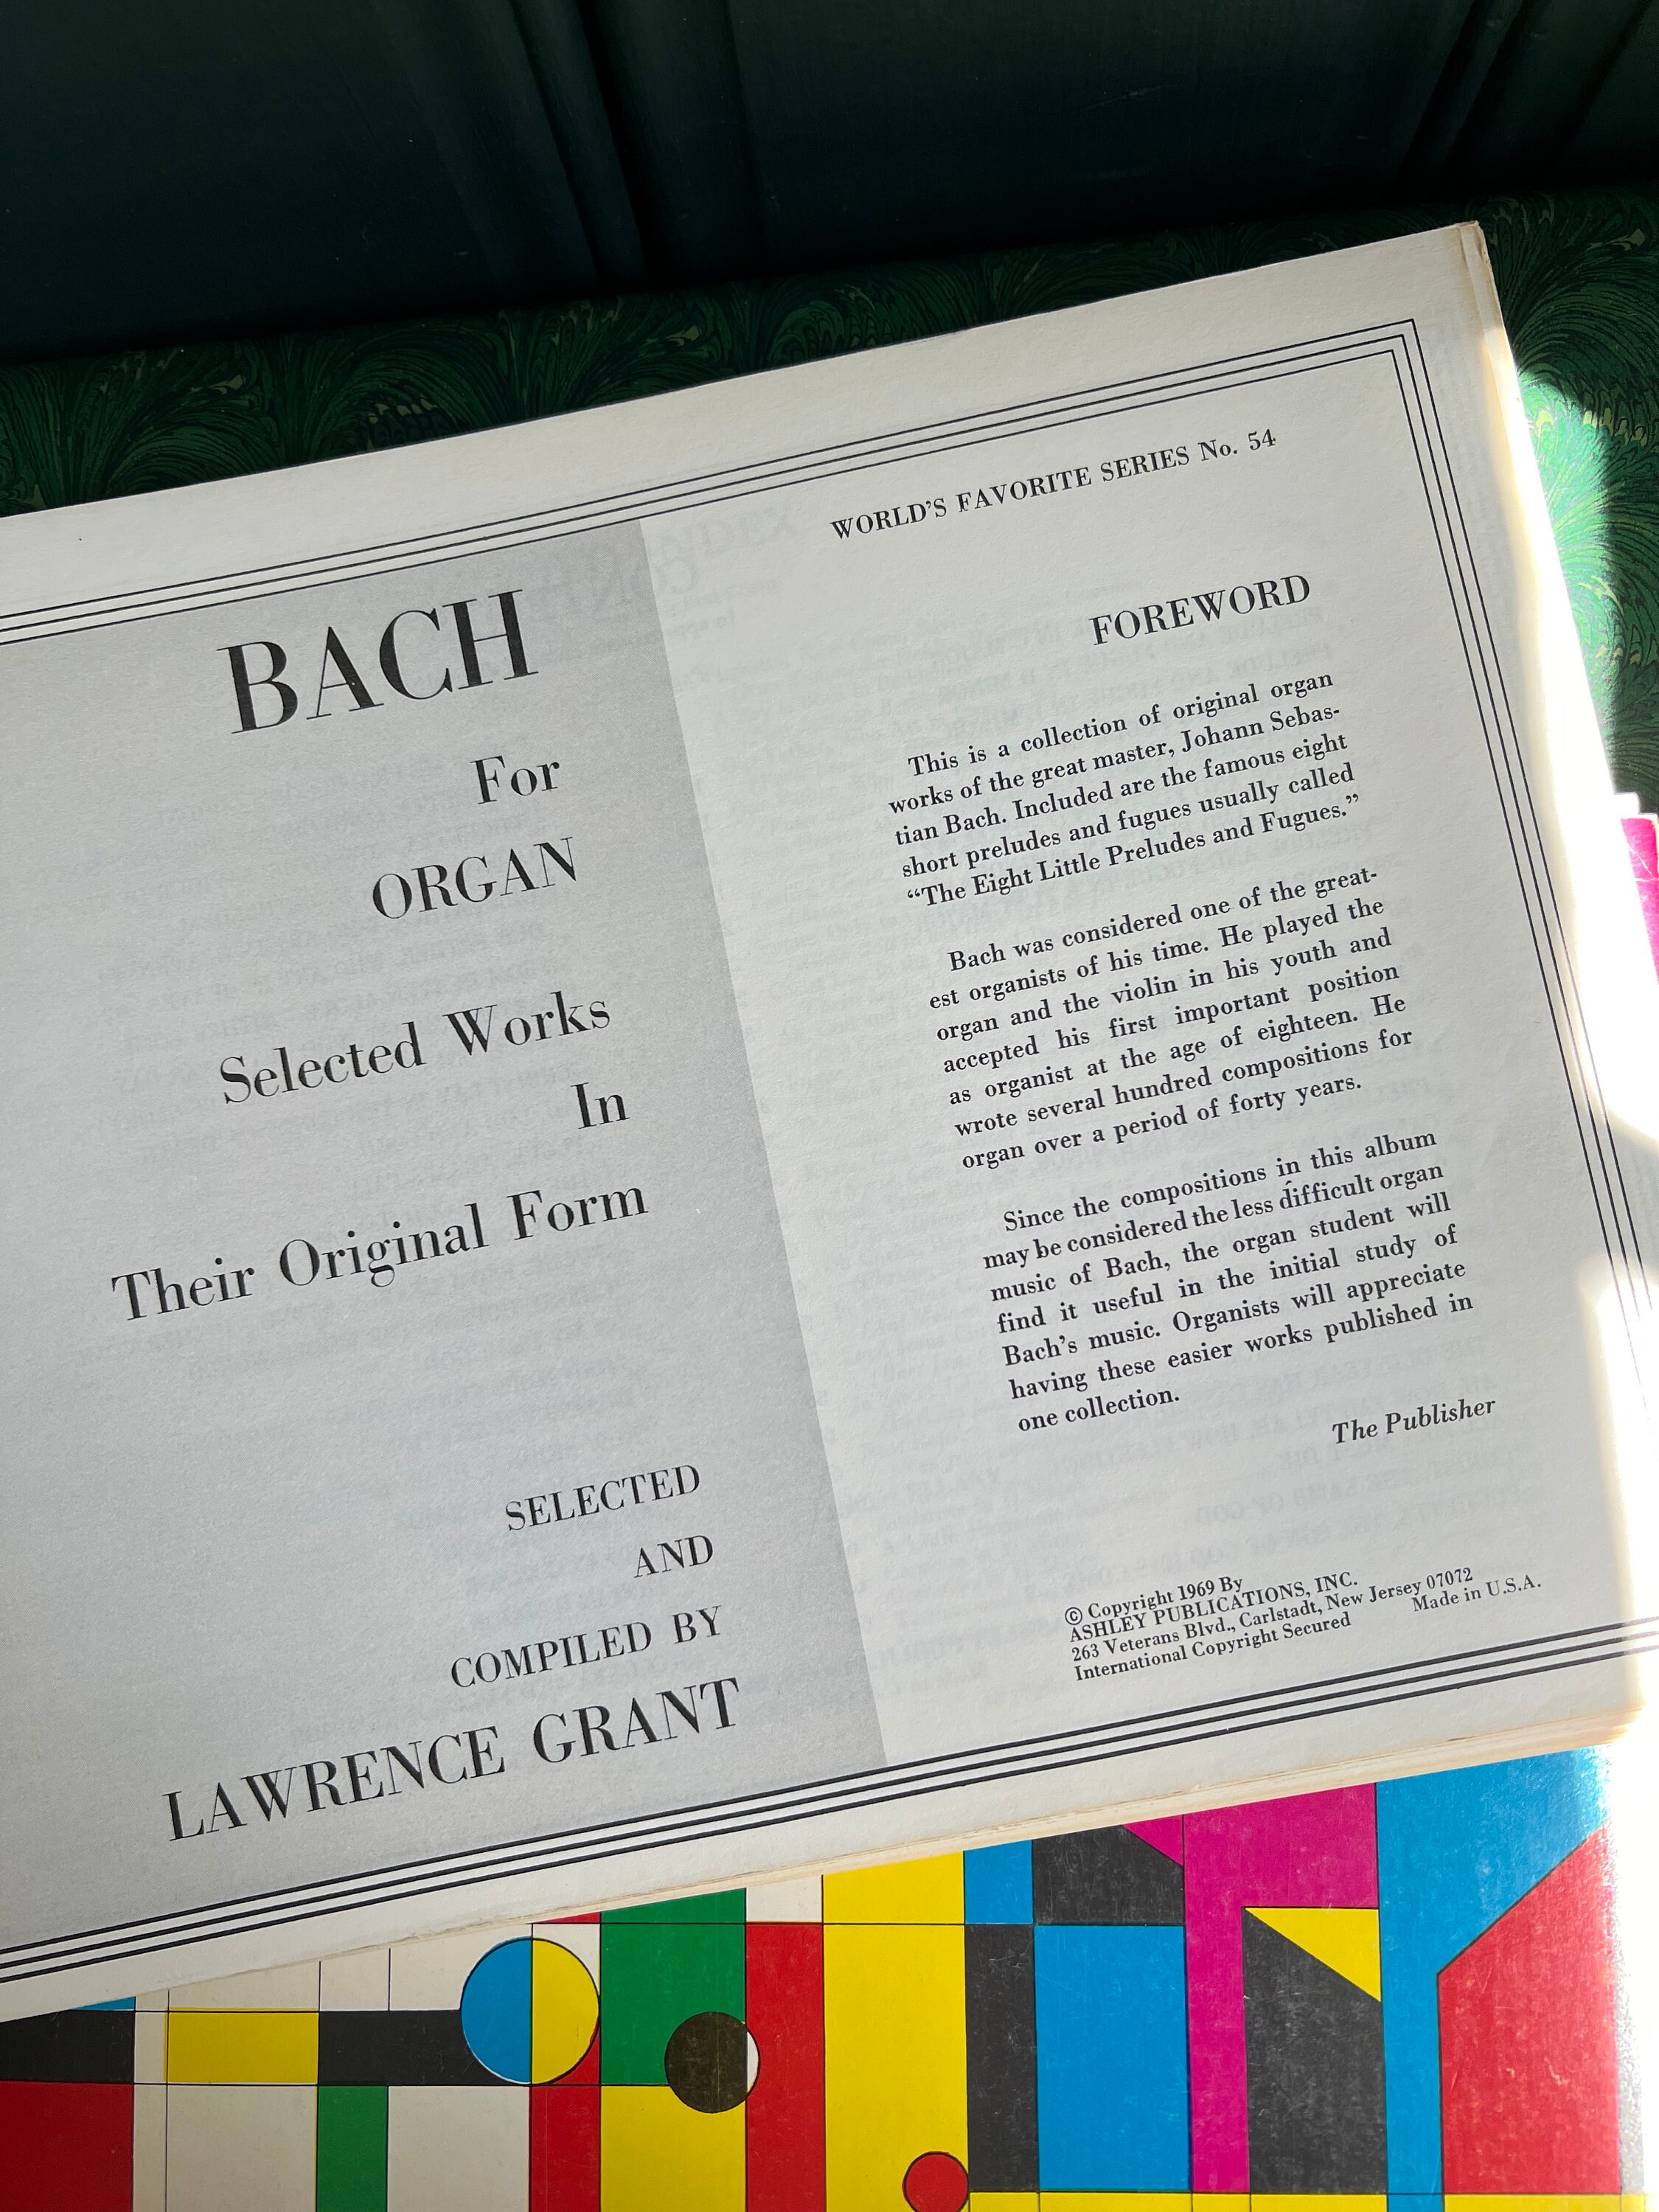 BACH
For
ORGAN
Selected Works
In
Their Original Form
SELECTED
AND
COMPILED BY
LAWRENCE GRANT
WORLD'S FAVORITE SERIES No. 54
FOREWORD
This is a collection of original organ
works of the great master, Johann Sebas-
tian Bach. Included are the famous eight
short preludes and fugues usually called
“The Eight Little Preludes and Fugues.”
Bach was considered one of the great-
est organists of his time. He played the
organ and the violin in his youth and
accepted his first important position
as organist at the age of eighteen. He
wrote several hundred compositions for
organ over a period of forty years.
Since the compositions in this album
may be considered the less difficult organ
music of Bach, the organ student will
find it useful in the initial study of
Bach's music. Organists will appreciate
having these easier works published in
one collection.
The Publisher
© Copyright 1969 By
ASHLEY PUBLICATIONS, INC.
263 Veterans Blvd., Carlstadt, New Jersey 07072
International Copyright Secured Made in U.S.A.